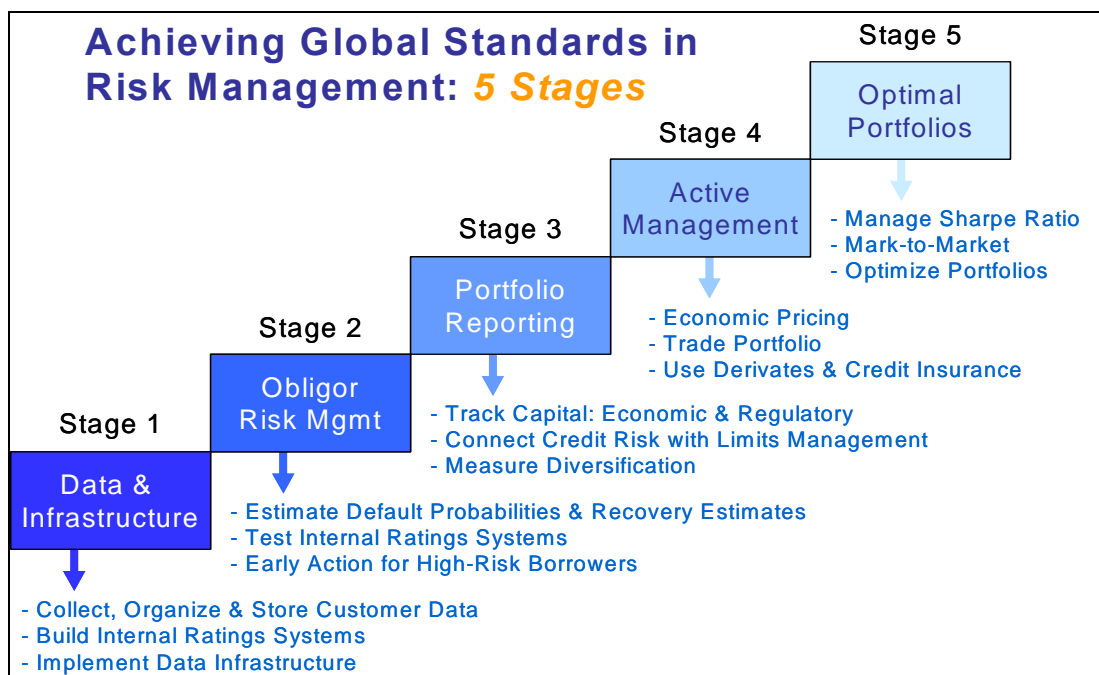 Achieving Global Standards in
Risk Management: 5 Stages
Stage 1
Data &
Infrastructure
- Collect, Organize & Store Customer Data
- Build Internal Ratings Systems
- Implement Data Infrastructure
Stage 2
Obligor
Risk Mgmt
- Estimate Default Probabilities & Recovery Estimates
- Test Internal Ratings Systems
- Early Action for High-Risk Borrowers
Stage 3
Portfolio
Reporting
- Track Capital: Economic & Regulatory
- Connect Credit Risk with Limits Management
- Measure Diversification
Stage 4
Active
Management
- Economic Pricing
- Trade Portfolio
- Use Derivates & Credit Insurance
Stage 5
Optimal
Portfolios
- Manage Sharpe Ratio
- Mark-to-Market
- Optimize Portfolios